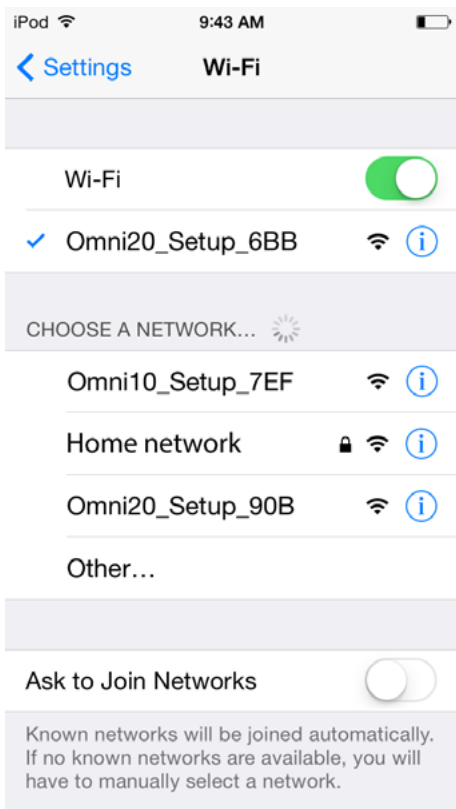 iPod 9:43 AM
Settings Wi-Fi
Wi-Fi
Omni20_Setup_6BB
CHOOSE A NETWORK...
Omni10_Setup_7EF
Home network
Omni20_Setup_90B
Other...
Ask to Join Networks
Known networks will be joined automatically.
If no known networks are available, you will
have to manually select a network.